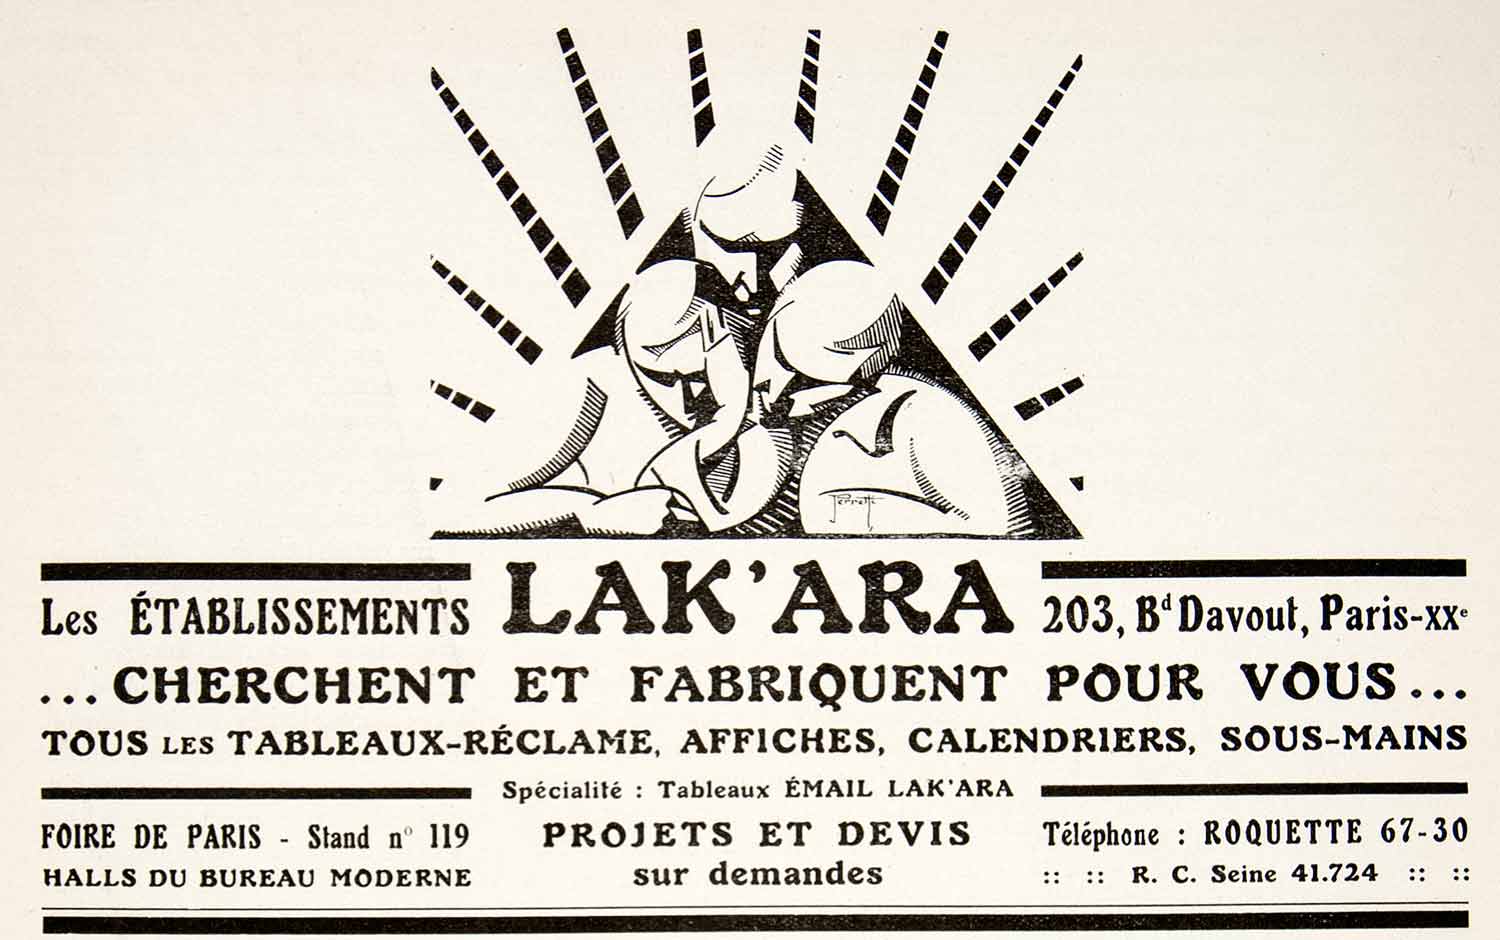 Perretti
Les ÉTABLISSEMENTS LAK'ARA 203, Bd Davout, Paris-XXe
...CHERCHENT ET FABRIQUENT POUR VOUS...
TOUS LES TABLEAUX-RÉCLAME, AFFICHES, CALENDRIERS, SOUS-MAINS
Spécialité : Tableaux ÉMAIL LAK'ARA
FOIRE DE PARIS - Stand n° 119
HALLS DU BUREAU MODERNE
PROJETS ET DEVIS
sur demandes
Téléphone : ROQUETTE 67-30
:: :: R. C. Seine 41.724 :: ::